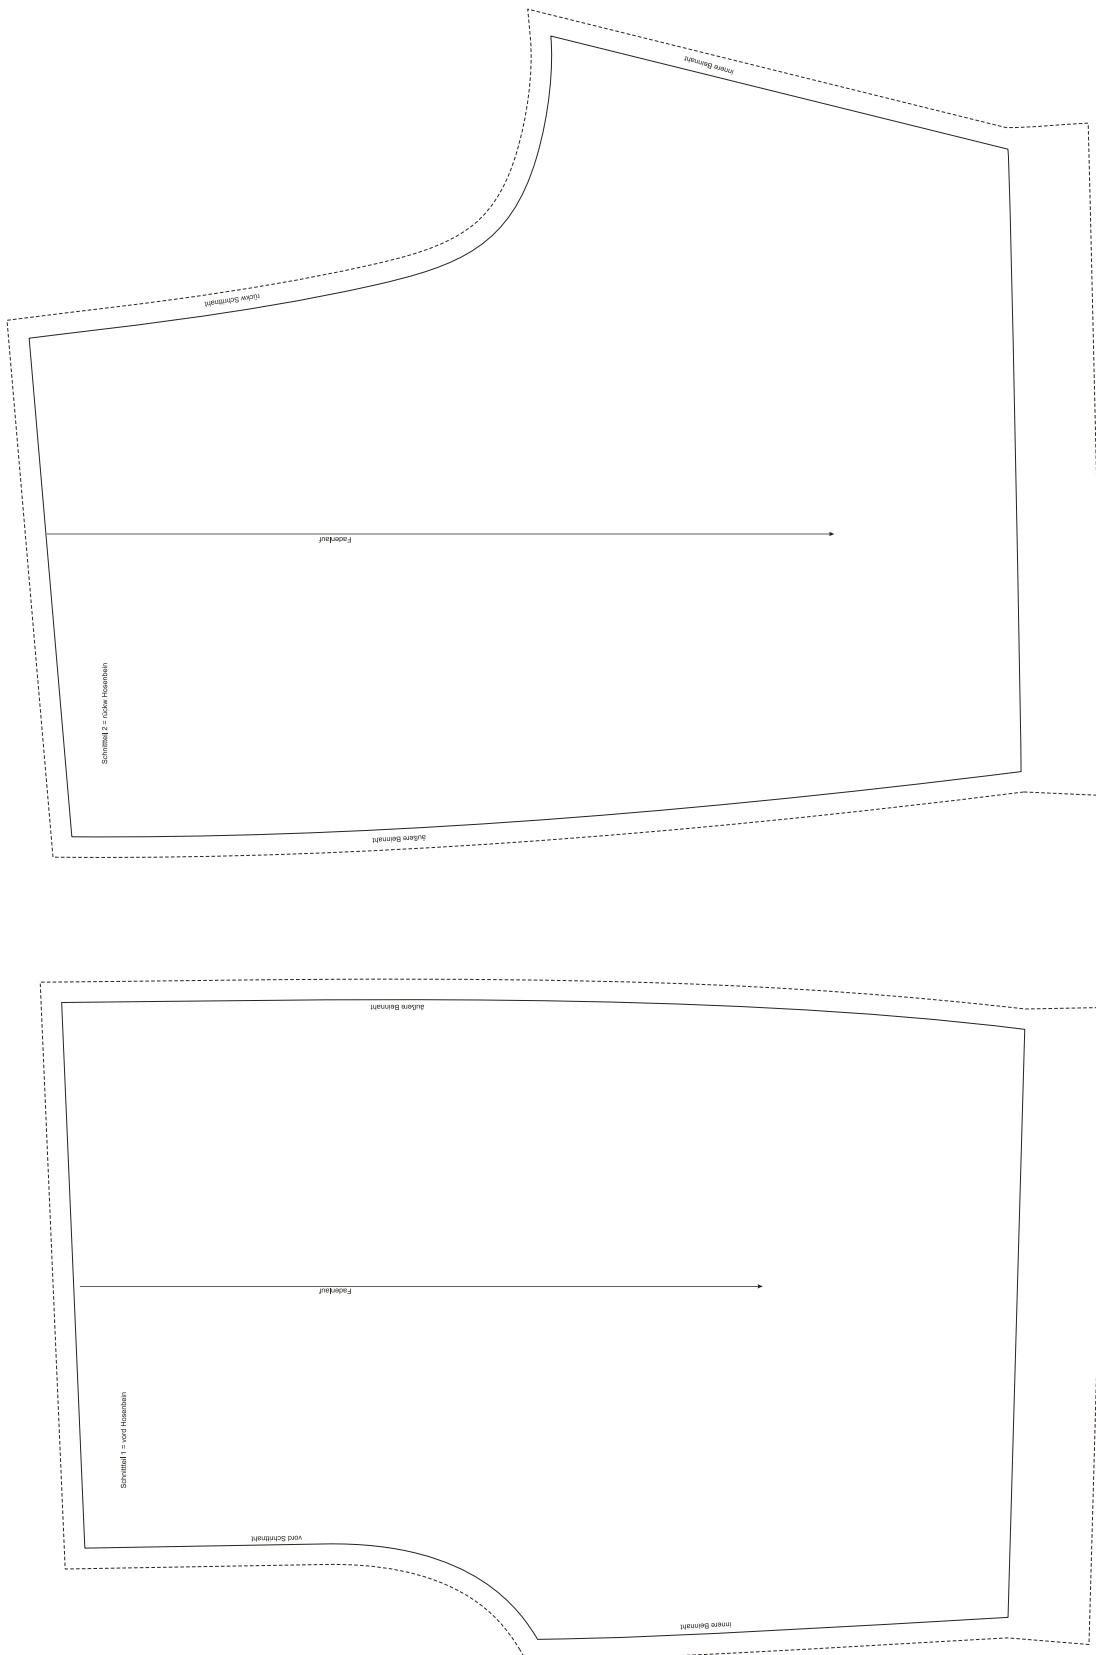 innere Beinnaht
rückw Schrittnaht
Fadenlauf
Schnittteil 2 = rückw Hosenbein
äußere Beinnaht
äußere Beinnaht
Fadenlauf
Schnittteil 1 = vord Hosenbein
vord Schrittnaht
innere Beinnaht